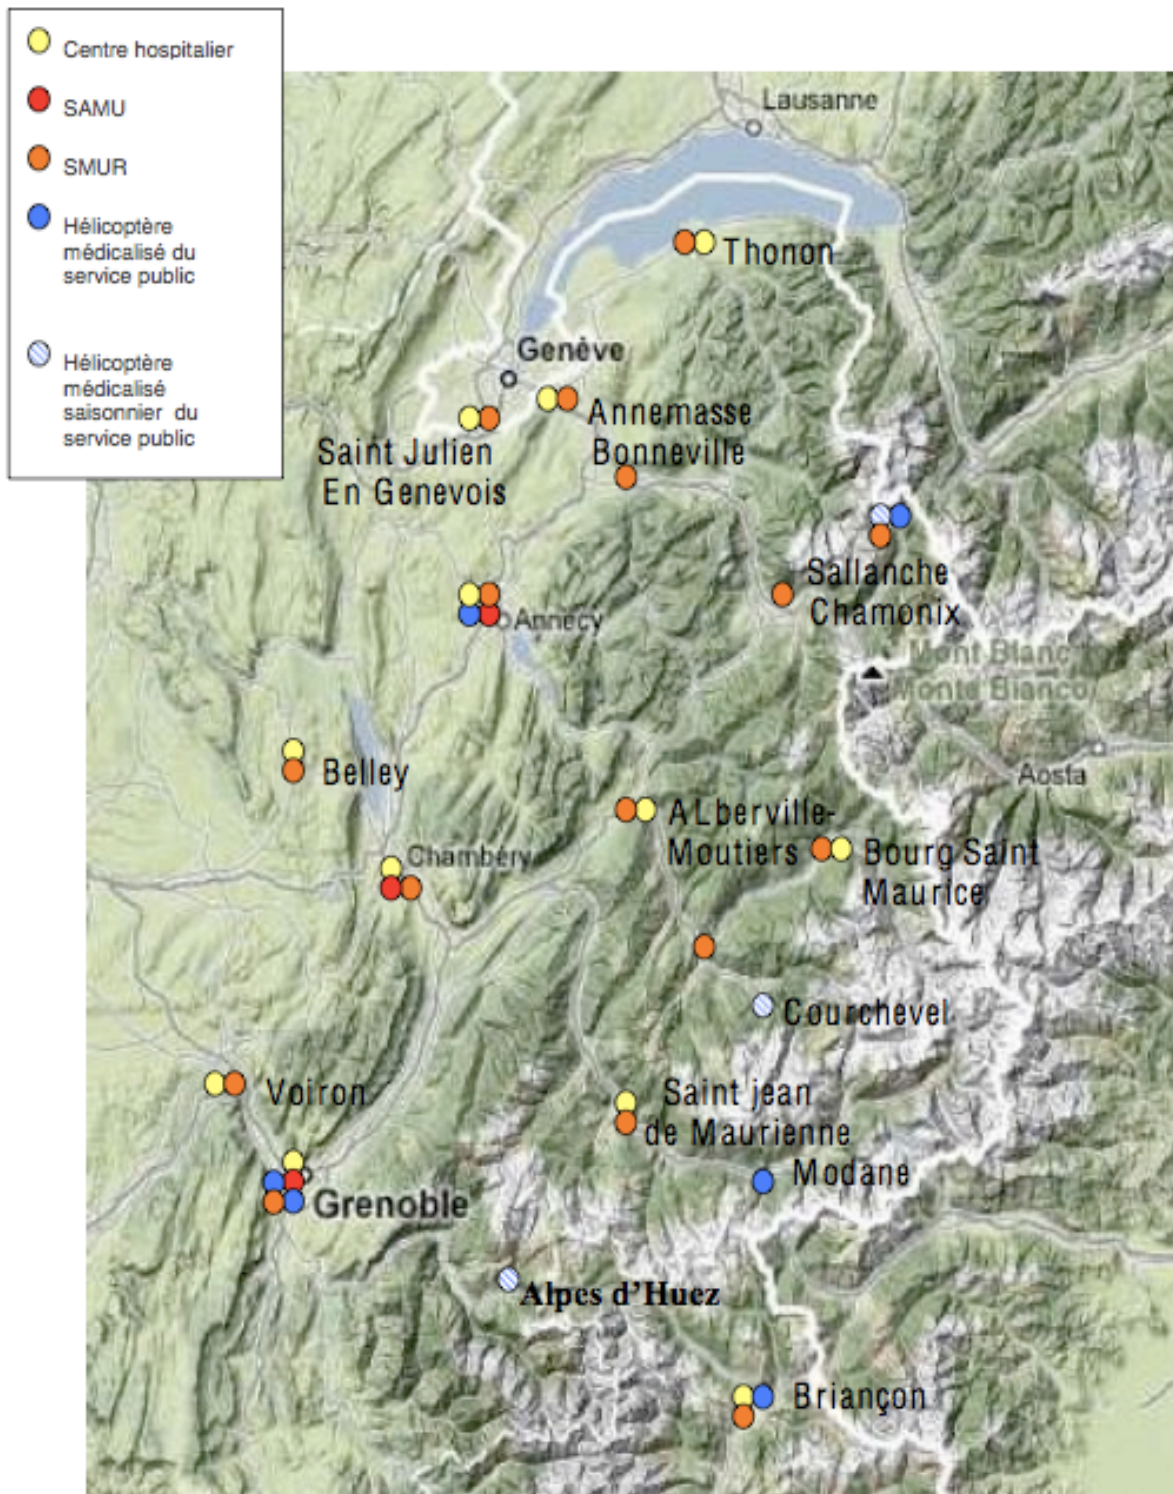 Centre hospitalier
SAMU
SMUR
Hélicoptère
médicalisé du
service public
Hélicoptère
médicalisé
saisonnier du
service public
Lausanne
Thonon
Genève
Annemasse
Bonneville
Saint Julien
En Genevois
Sallanche
Chamonix
Annecy
Mont Blanc
Monte Bianco
Aosta
Belley
ALberville-
Moutiers
Bourg Saint
Maurice
Chambéry
Courchevel
Voiron
Saint jean
de Maurienne
Modane
Grenoble
Alpes d'Huez
Briançon